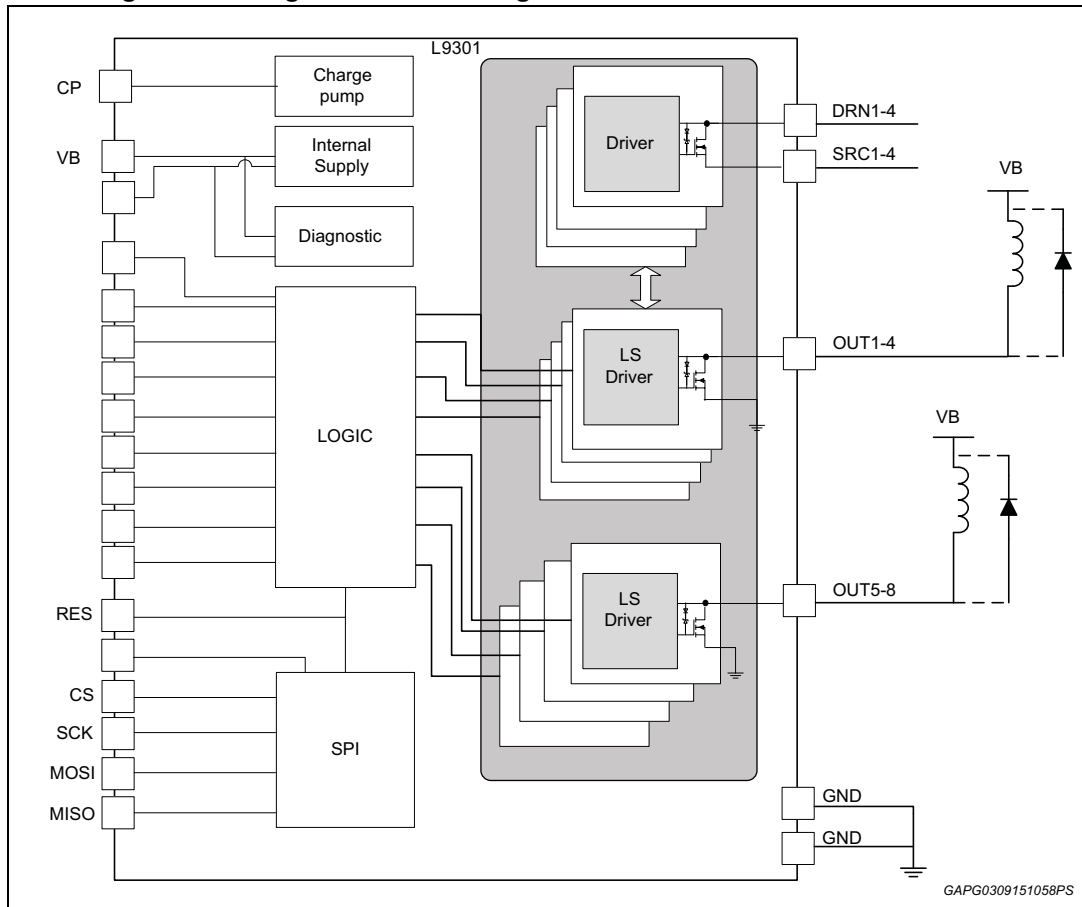 L9301
CP
Charge
pump
VB
Internal
Supply
Diagnostic
Driver
DRN1-4
SRC1-4
VB
LS
Driver
OUT1-4
LOGIC
VB
LS
Driver
OUT5-8
RES
CS
SCK
SPI
MOSI
MISO
GND
GND
GAPG0309151058PS